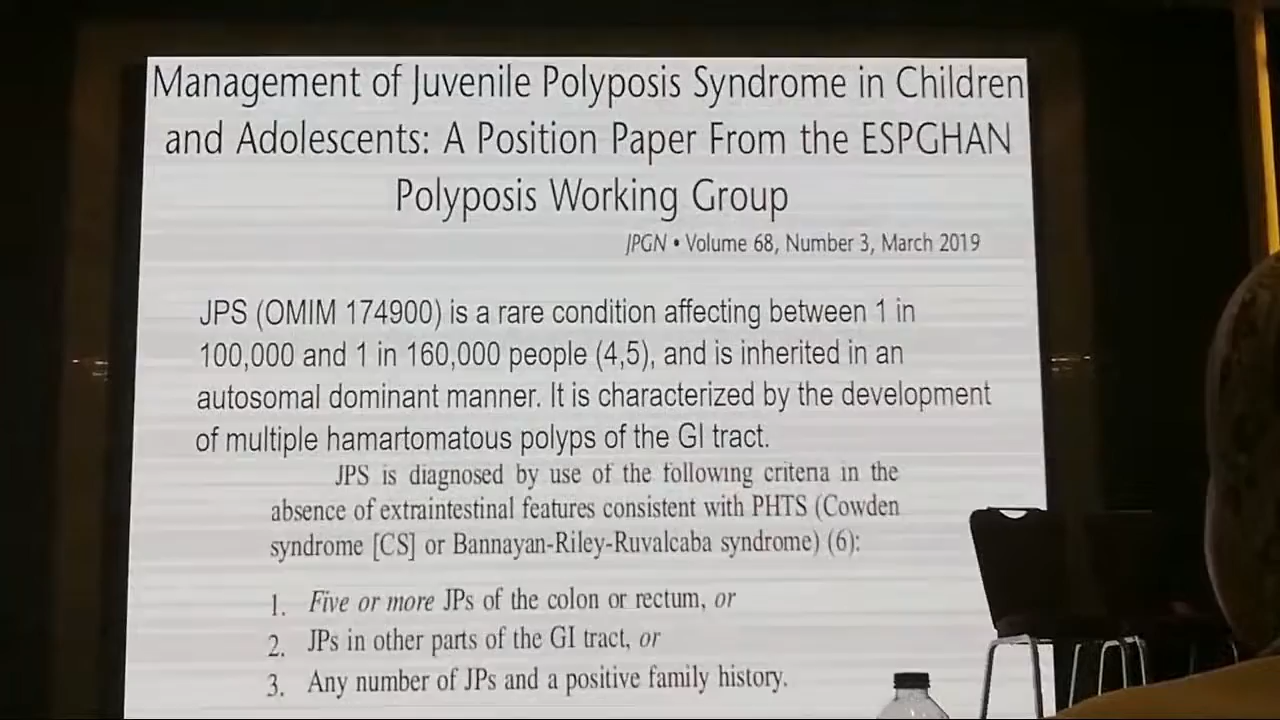 Management of Juvenile Polyposis Syndrome in Children
and Adolescents: A Position Paper From the ESPGHAN
Polyposis Working Group
JPGN • Volume 68, Number 3, March 2019
JPS (OMIM 174900) is a rare condition affecting between 1 in
100,000 and 1 in 160,000 people (4,5), and is inherited in an
autosomal dominant manner. It is characterized by the development
of multiple hamartomatous polyps of the GI tract.
JPS is diagnosed by use of the following critena in the
absence of extraintestinal features consistent with PHTS (Cowden
syndrome [CS] or Bannayan-Riley-Ruvalcaba syndrome) (6):
1. Five or more JPs of the colon or rectum, or
2. JPs in other parts of the GI tract, or
3. Any number of JPs and a positive family history.